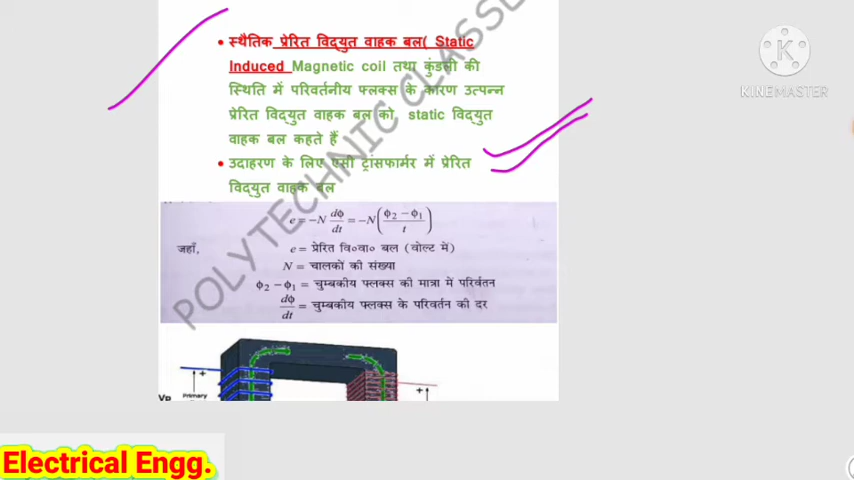 • स्थैतिक प्रेरित विद्युत वाहक बल( Static
Induced Magnetic coil तथा कुंडली की
स्थिति में परिवर्तनीय फ्लक्स के कारण उत्पन्न
प्रेरित विद्युत वाहक बल को static विद्युत
वाहक बल कहते हैं
• उदाहरण के लिए एसी ट्रांसफार्मर में प्रेरित
विद्युत वाहक बल
e = −N dϕ/dt = −N(ϕ₂ − ϕ₁/t)
जहाँ, e = प्रेरित वि०वा० बल (वोल्ट में)
N = चालकों की संख्या
ϕ₂ − ϕ₁ = चुम्बकीय फ्लक्स की मात्रा में परिवर्तन
dϕ/dt = चुम्बकीय फ्लक्स के परिवर्तन की दर
+
Primary
+
POLYTECHNIC CLASSE
K
KINEMASTER
Electrical Engg.